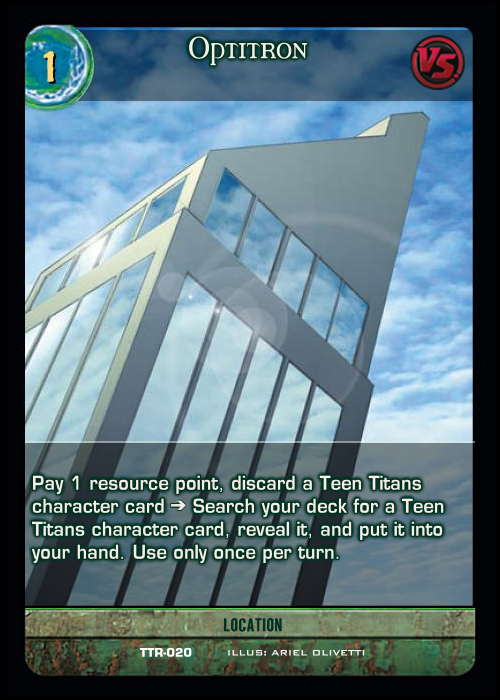 1
Optitron
VS.
Pay 1 resource point, discard a Teen Titans
character card ➔ Search your deck for a Teen
Titans character card, reveal it, and put it into
your hand. Use only once per turn.
LOCATION
TTR-020 ILLUS: ARIEL OLIVETTI